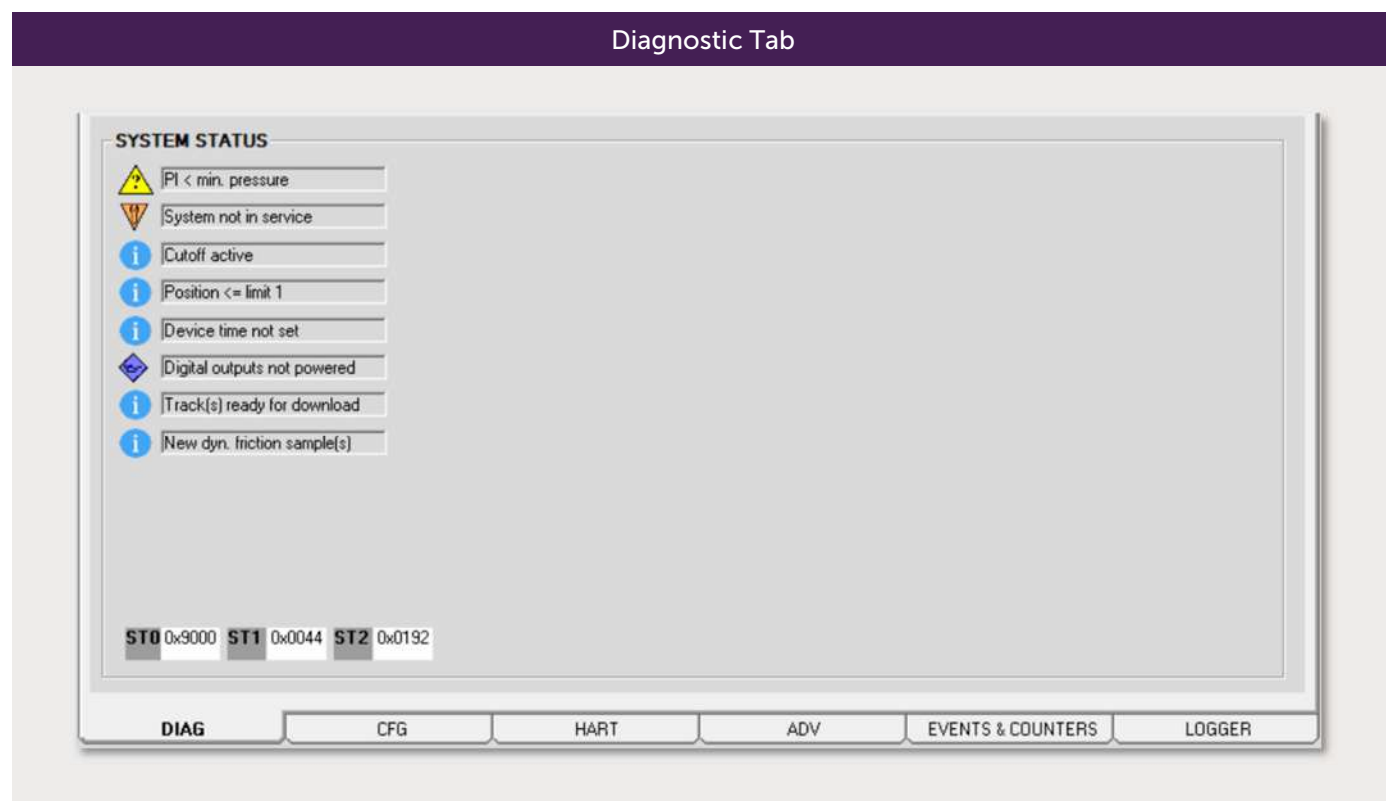 Diagnostic Tab
SYSTEM STATUS
PI < min. pressure
System not in service
Cutoff active
Position <= limit 1
Device time not set
Digital outputs not powered
Track(s) ready for download
New dyn. friction sample(s)
ST0 0x9000 ST1 0x0044 ST2 0x0192
DIAG CFG HART ADV EVENTS & COUNTERS LOGGER